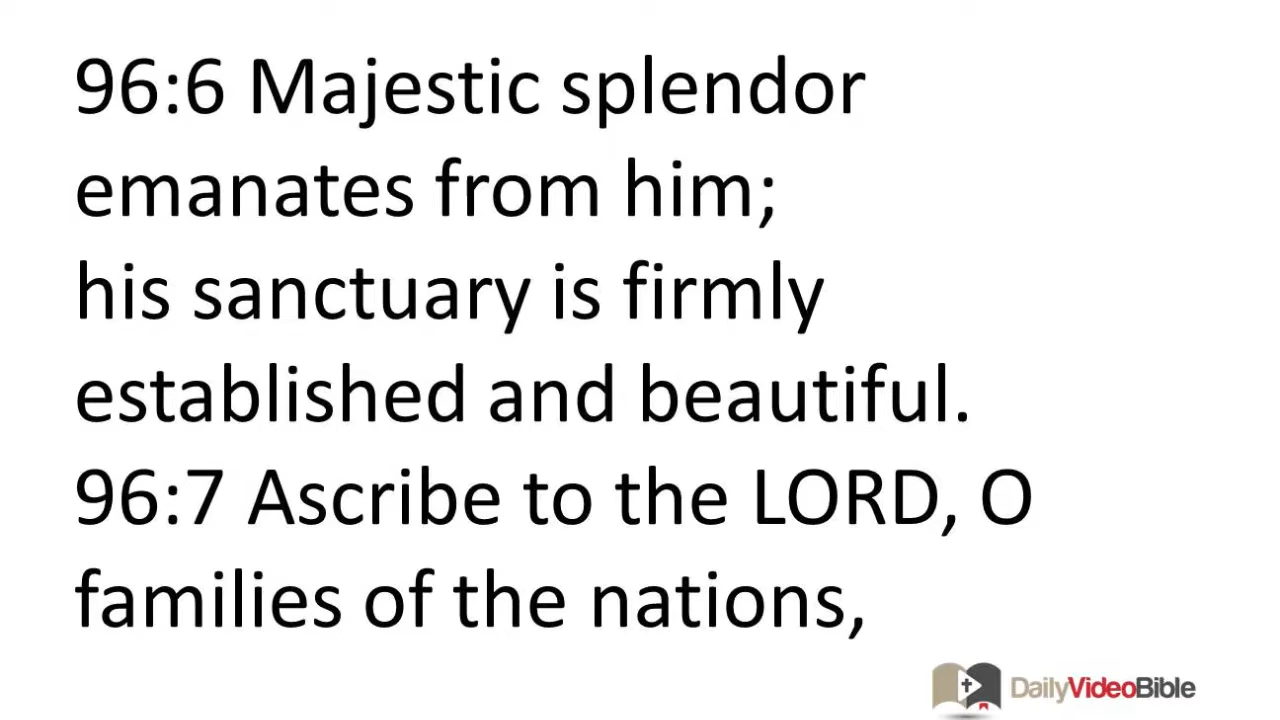 96:6 Majestic splendor
emanates from him;
his sanctuary is firmly
established and beautiful.
96:7 Ascribe to the LORD, O
families of the nations,
DailyVideoBible